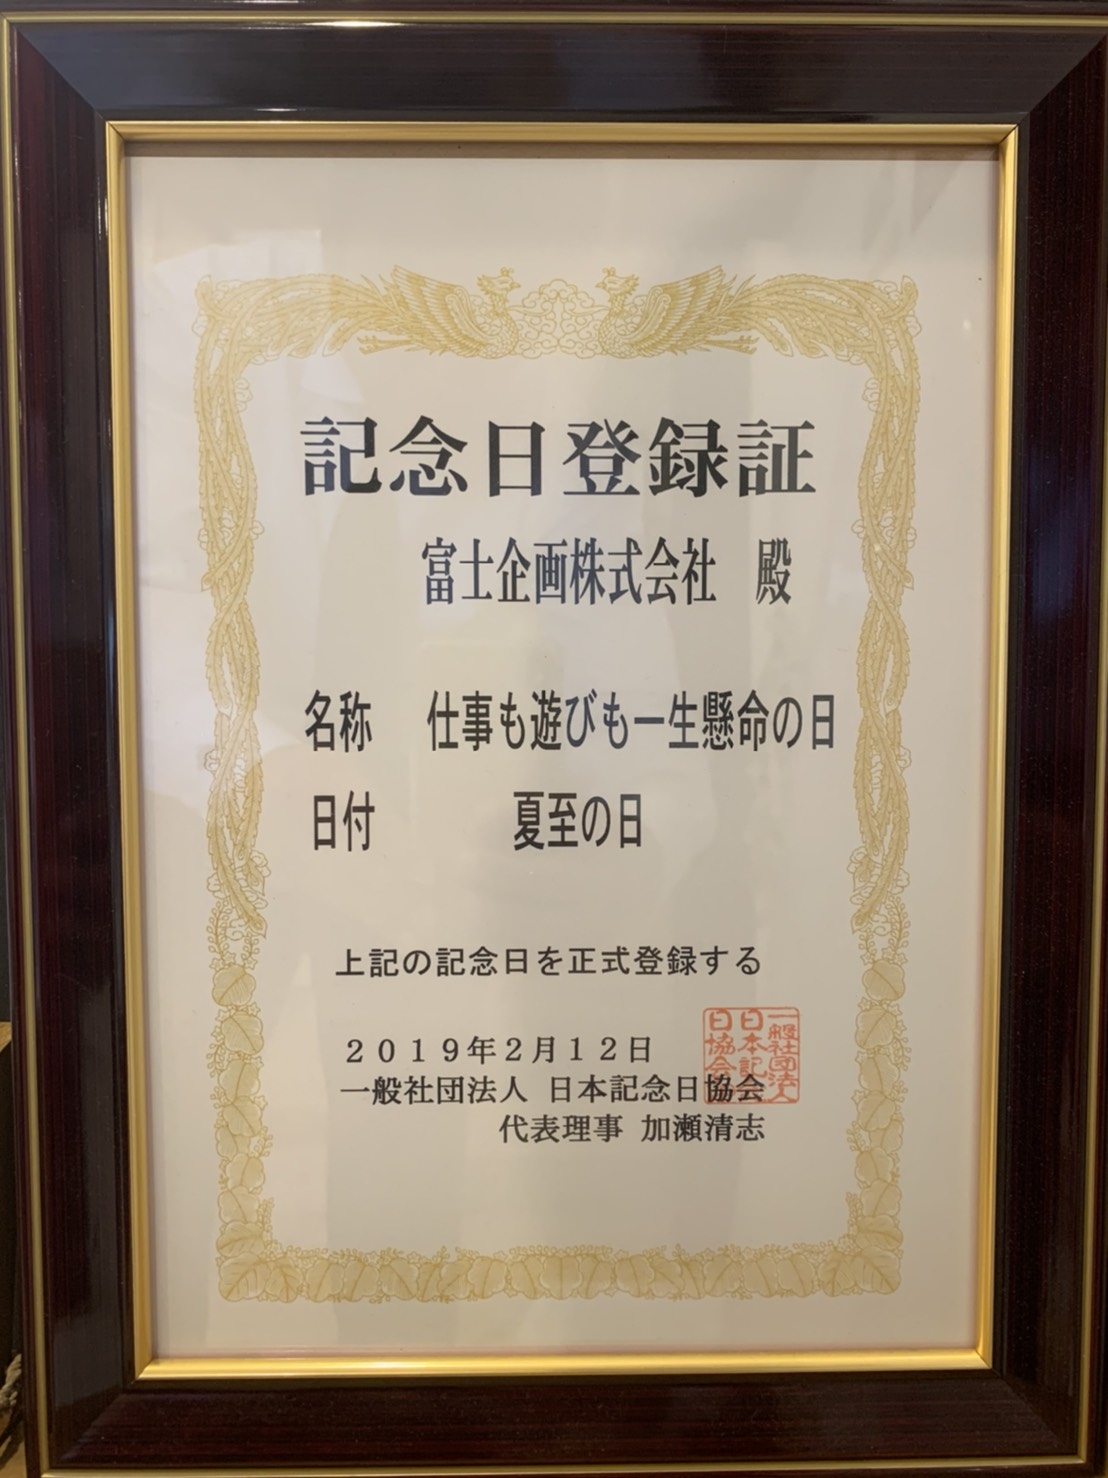 記念日登録証
富士企画株式会社　殿
名称　仕事も遊びも一生懸命の日
日付　夏至の日
上記の記念日を正式登録する
２０１９年２月１２日
一般社団法人 日本記念日協会
代表理事 加瀬清志
一般社団法人
日本記念
日協会